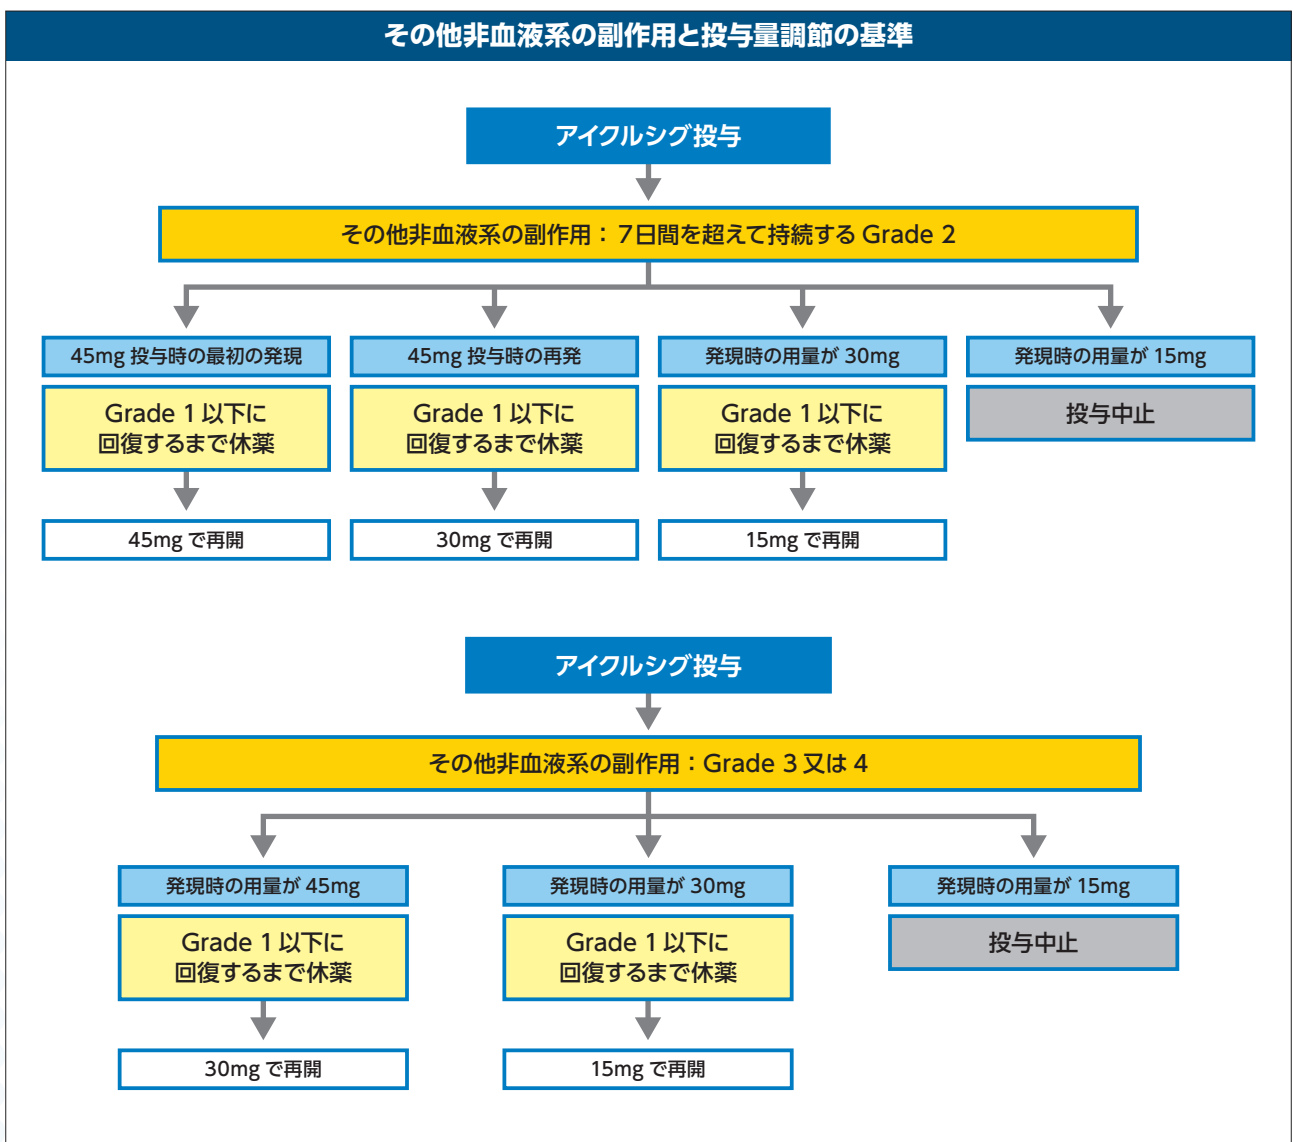 その他非血液系の副作用と投与量調節の基準
アイクルシグ投与
その他非血液系の副作用：7日間を超えて持続する Grade 2
45mg 投与時の最初の発現
45mg 投与時の再発
発現時の用量が 30mg
発現時の用量が 15mg
Grade 1 以下に
回復するまで休薬
Grade 1 以下に
回復するまで休薬
Grade 1 以下に
回復するまで休薬
投与中止
45mg で再開
30mg で再開
15mg で再開
アイクルシグ投与
その他非血液系の副作用：Grade 3 又は 4
発現時の用量が 45mg
発現時の用量が 30mg
発現時の用量が 15mg
Grade 1 以下に
回復するまで休薬
Grade 1 以下に
回復するまで休薬
投与中止
30mg で再開
15mg で再開